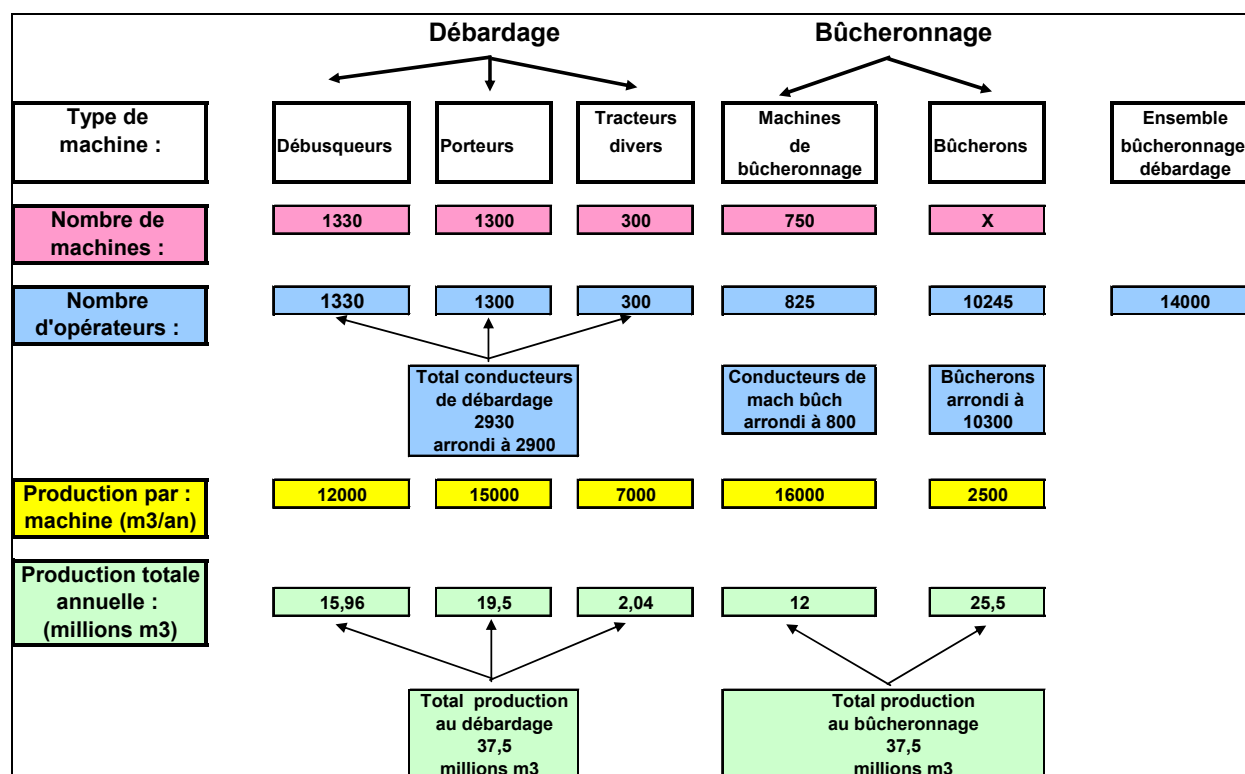 Débardage
Bûcheronnage
Type de
machine :
Débusqueurs
Porteurs
Tracteurs
divers
Machines
de
bûcheronnage
Bûcherons
Ensemble
bûcheronnage
débardage
Nombre de
machines :
1330
1300
300
750
X
Nombre
d'opérateurs :
1330
1300
300
825
10245
14000
Total conducteurs
de débardage
2930
arrondi à 2900
Conducteurs de
mach bûch
arrondi à 800
Bûcherons
arrondi à
10300
Production par :
machine (m3/an)
12000
15000
7000
16000
2500
Production totale
annuelle :
(millions m3)
15,96
19,5
2,04
12
25,5
Total production
au débardage
37,5
millions m3
Total production
au bûcheronnage
37,5
millions m3